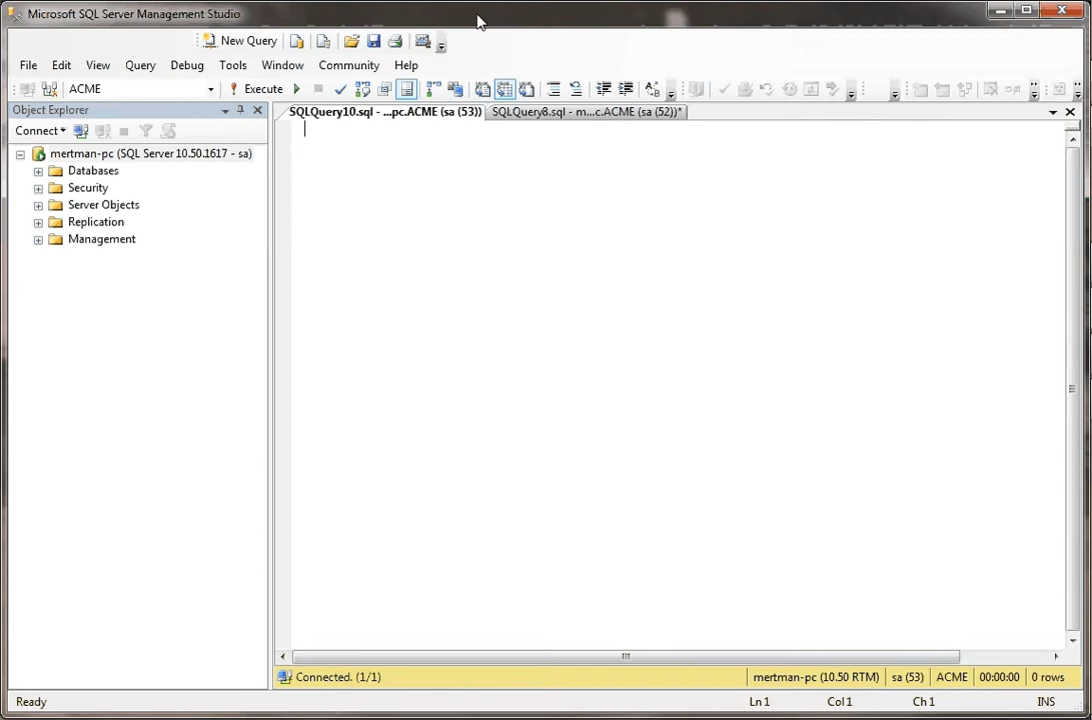 Microsoft SQL Server Management Studio
New Query
File Edit View Query Debug Tools Window Community Help
ACME Execute
Object Explorer
SQLQuery10.sql - ...pc.ACME (sa (53)) SQLQuery8.sql - m...c.ACME (sa (52))*
Connect
mertman-pc (SQL Server 10.50.1617 - sa)
Databases
Security
Server Objects
Replication
Management
Connected. (1/1) mertman-pc (10.50 RTM) sa (53) ACME 00:00:00 0 rows
Ready Ln 1 Col 1 Ch 1 INS